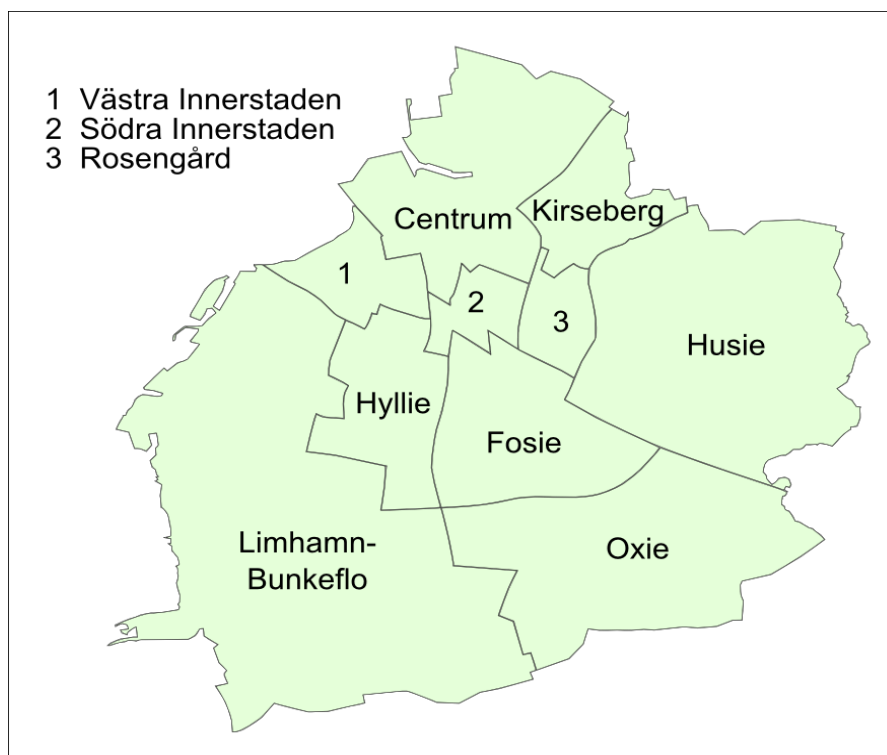 1 Västra Innerstaden
2 Södra Innerstaden
3 Rosengård
Centrum
Kirseberg
1
2
3
Husie
Hyllie
Fosie
Limhamn-
Bunkeflo
Oxie